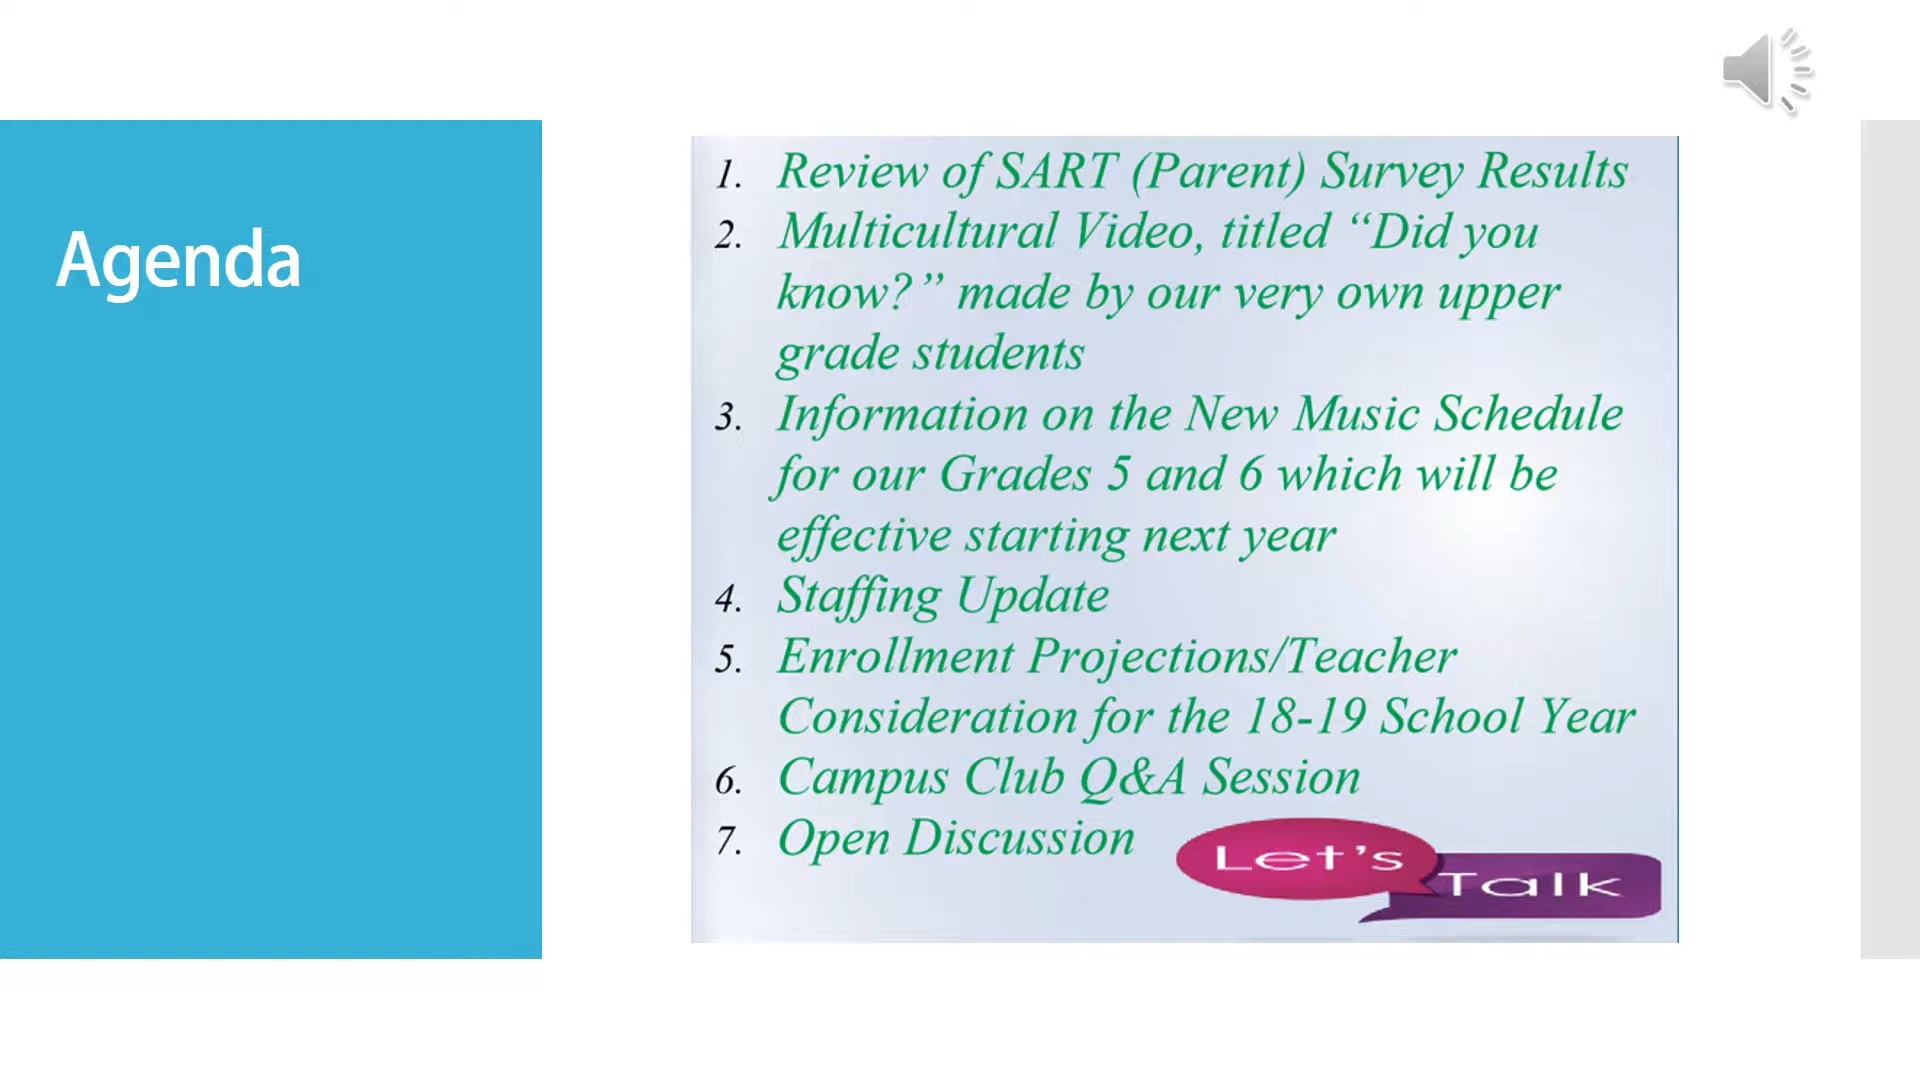 Agenda
1. Review of SART (Parent) Survey Results
2. Multicultural Video, titled “Did you
know?” made by our very own upper
grade students
3. Information on the New Music Schedule
for our Grades 5 and 6 which will be
effective starting next year
4. Staffing Update
5. Enrollment Projections/Teacher
Consideration for the 18-19 School Year
6. Campus Club Q&A Session
7. Open Discussion
Let's
Talk